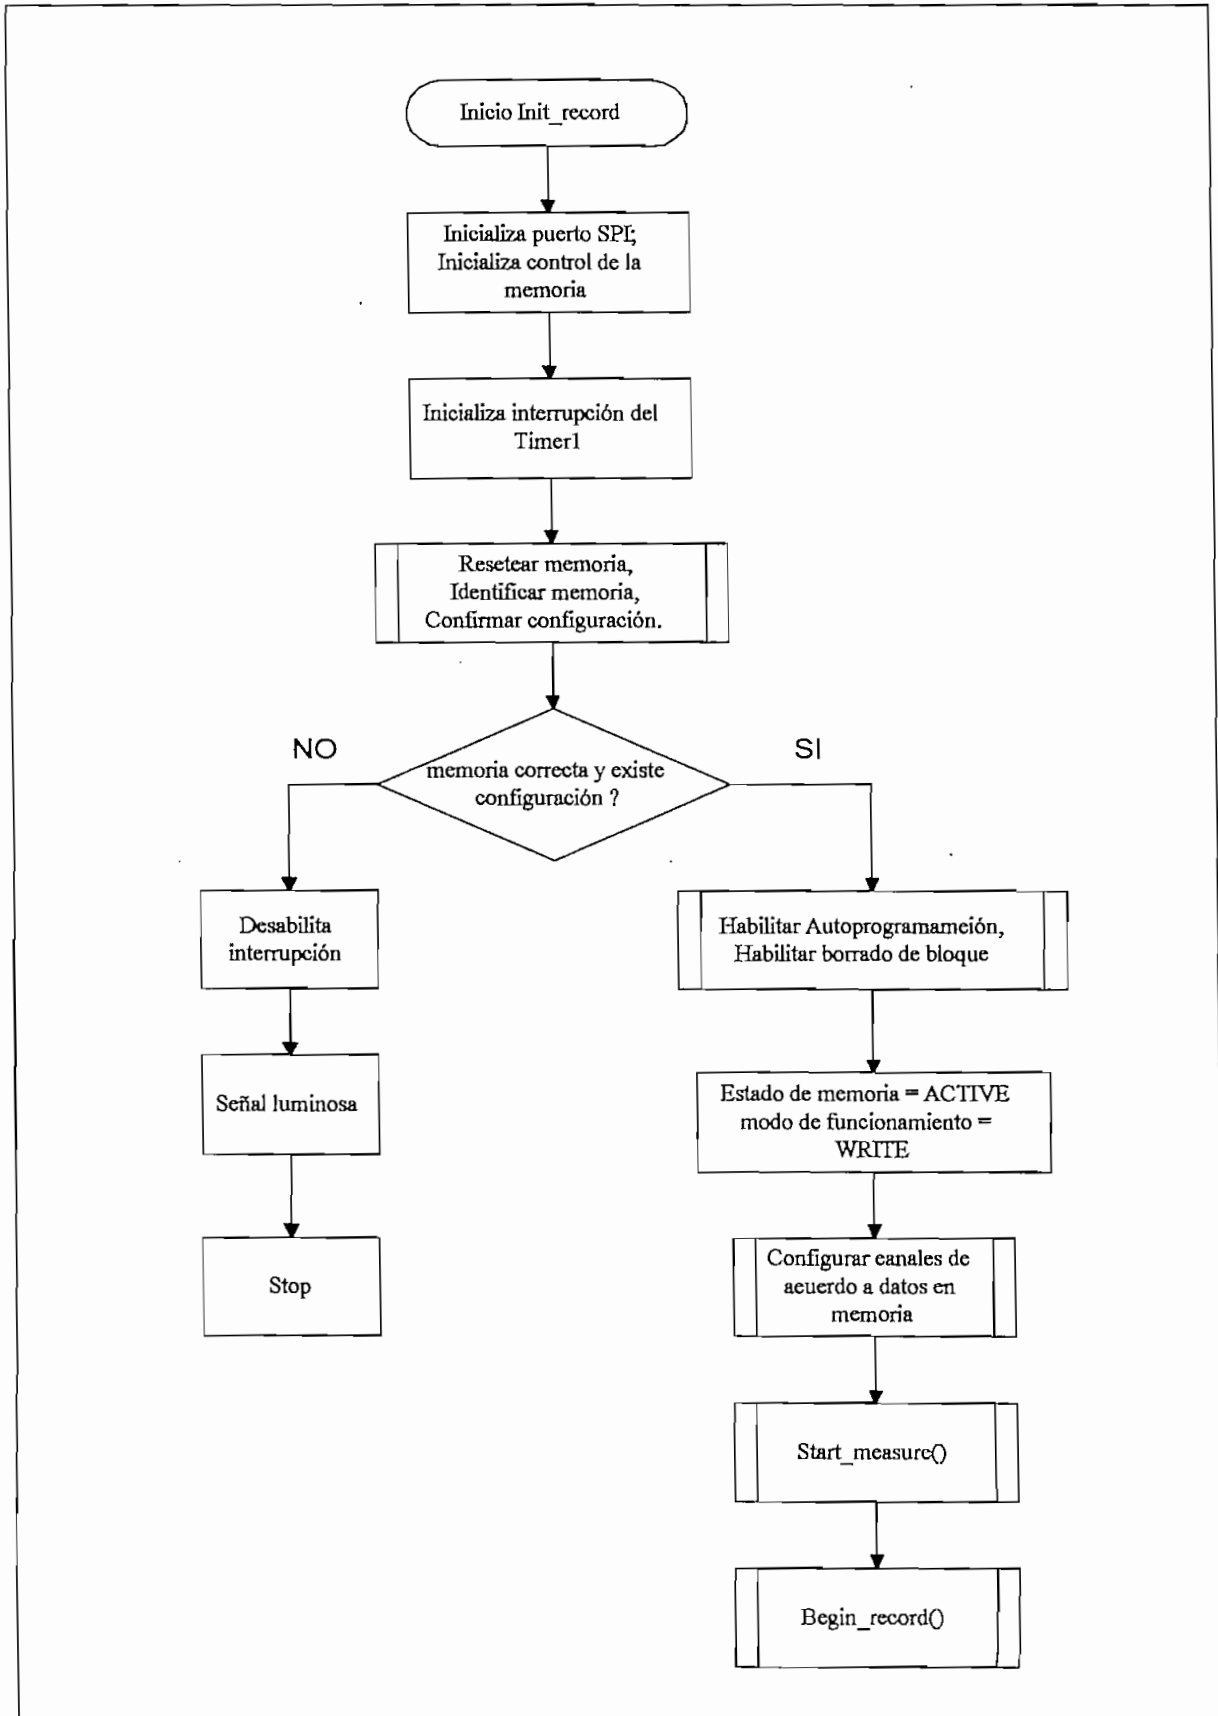 Inicio Init_record
Inicializa puerto SPI;
Inicializa control de la
memoria
Inicializa interrupción del
Timer1
Resetear memoria,
Identificar memoria,
Confirmar configuración.
NO
SI
memoria correcta y existe
configuración ?
Desabilita
interrupción
Señal luminosa
Stop
Habilitar Autoprogramameión,
Habilitar borrado de bloque
Estado de memoria = ACTIVE
modo de funcionamiento =
WRITE
Configurar eanales de
aeuerdo a datos en
memoria
Start_measure()
Begin_record()